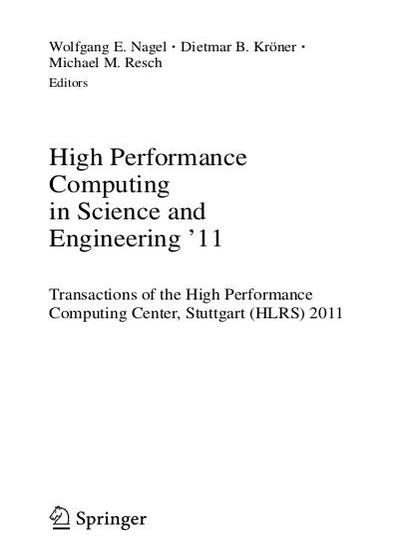 Wolfgang E. Nagel · Dietmar B. Kröner ·
Michael M. Resch
Editors
High Performance
Computing
in Science and
Engineering ’11
Transactions of the High Performance
Computing Center, Stuttgart (HLRS) 2011
Springer